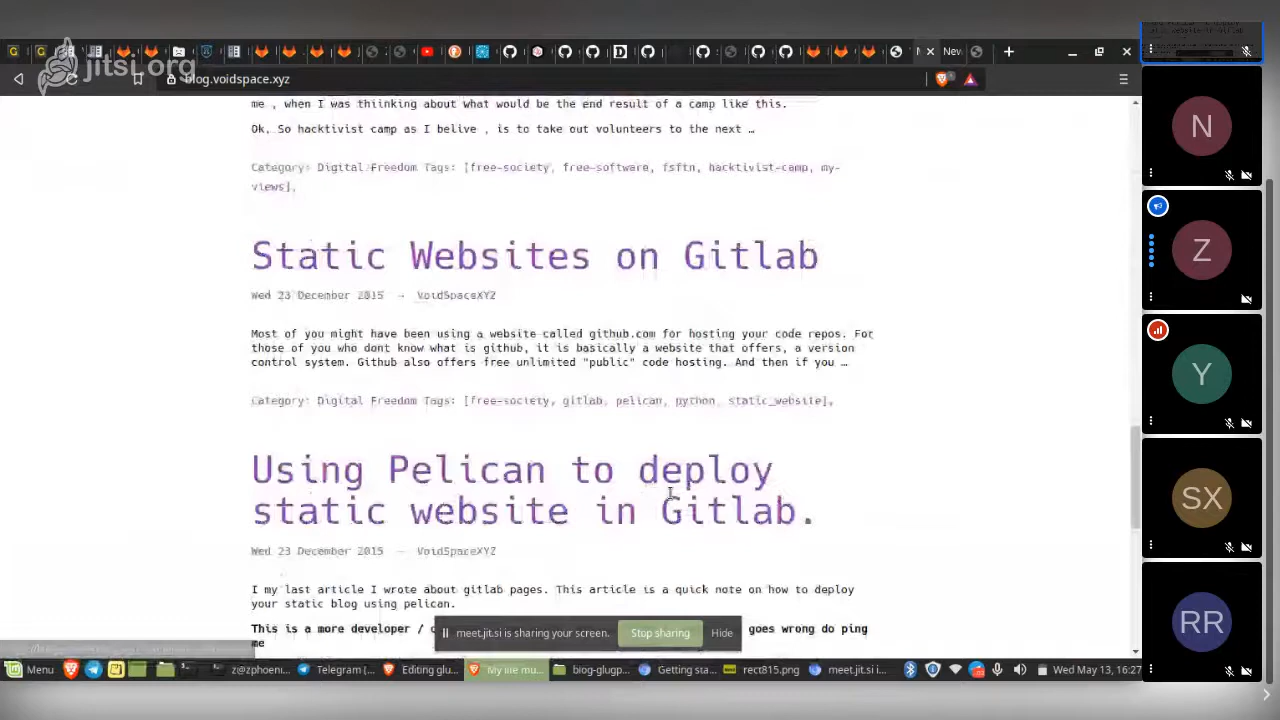 jitsi.org
New
blog.voidspace.xyz
me , when I was thiinking about what would be the end result of a camp like this.
Ok, So hacktivist camp as I belive , is to take out volunteers to the next …
Category: Digital Freedom Tags: [free-society, free-software, fsftn, hacktivist-camp, my-
views],
Static Websites on Gitlab
Wed 23 December 2015 — VoidSpaceXYZ
Most of you might have been using a website called github.com for hosting your code repos. For
those of you who dont know what is github, it is basically a website that offers, a version
control system. Github also offers free unlimited "public" code hosting. And then if you …
Category: Digital Freedom Tags: [free-society, gitlab, pelican, python, static_website],
Using Pelican to deploy
static website in Gitlab.
Wed 23 December 2015 — VoidSpaceXYZ
I my last article I wrote about gitlab pages. This article is a quick note on how to deploy
your static blog using pelican.
This is a more developer / goes wrong do ping
me
meet.jit.si is sharing your screen. Stop sharing Hide
Menu z@zphoeni... Telegram (... Editing glu... My life mu... blog-glugp... Getting sta... rect815.png meet.jit.si i... Wed May 13, 16:27
N
Z
Y
SX
RR